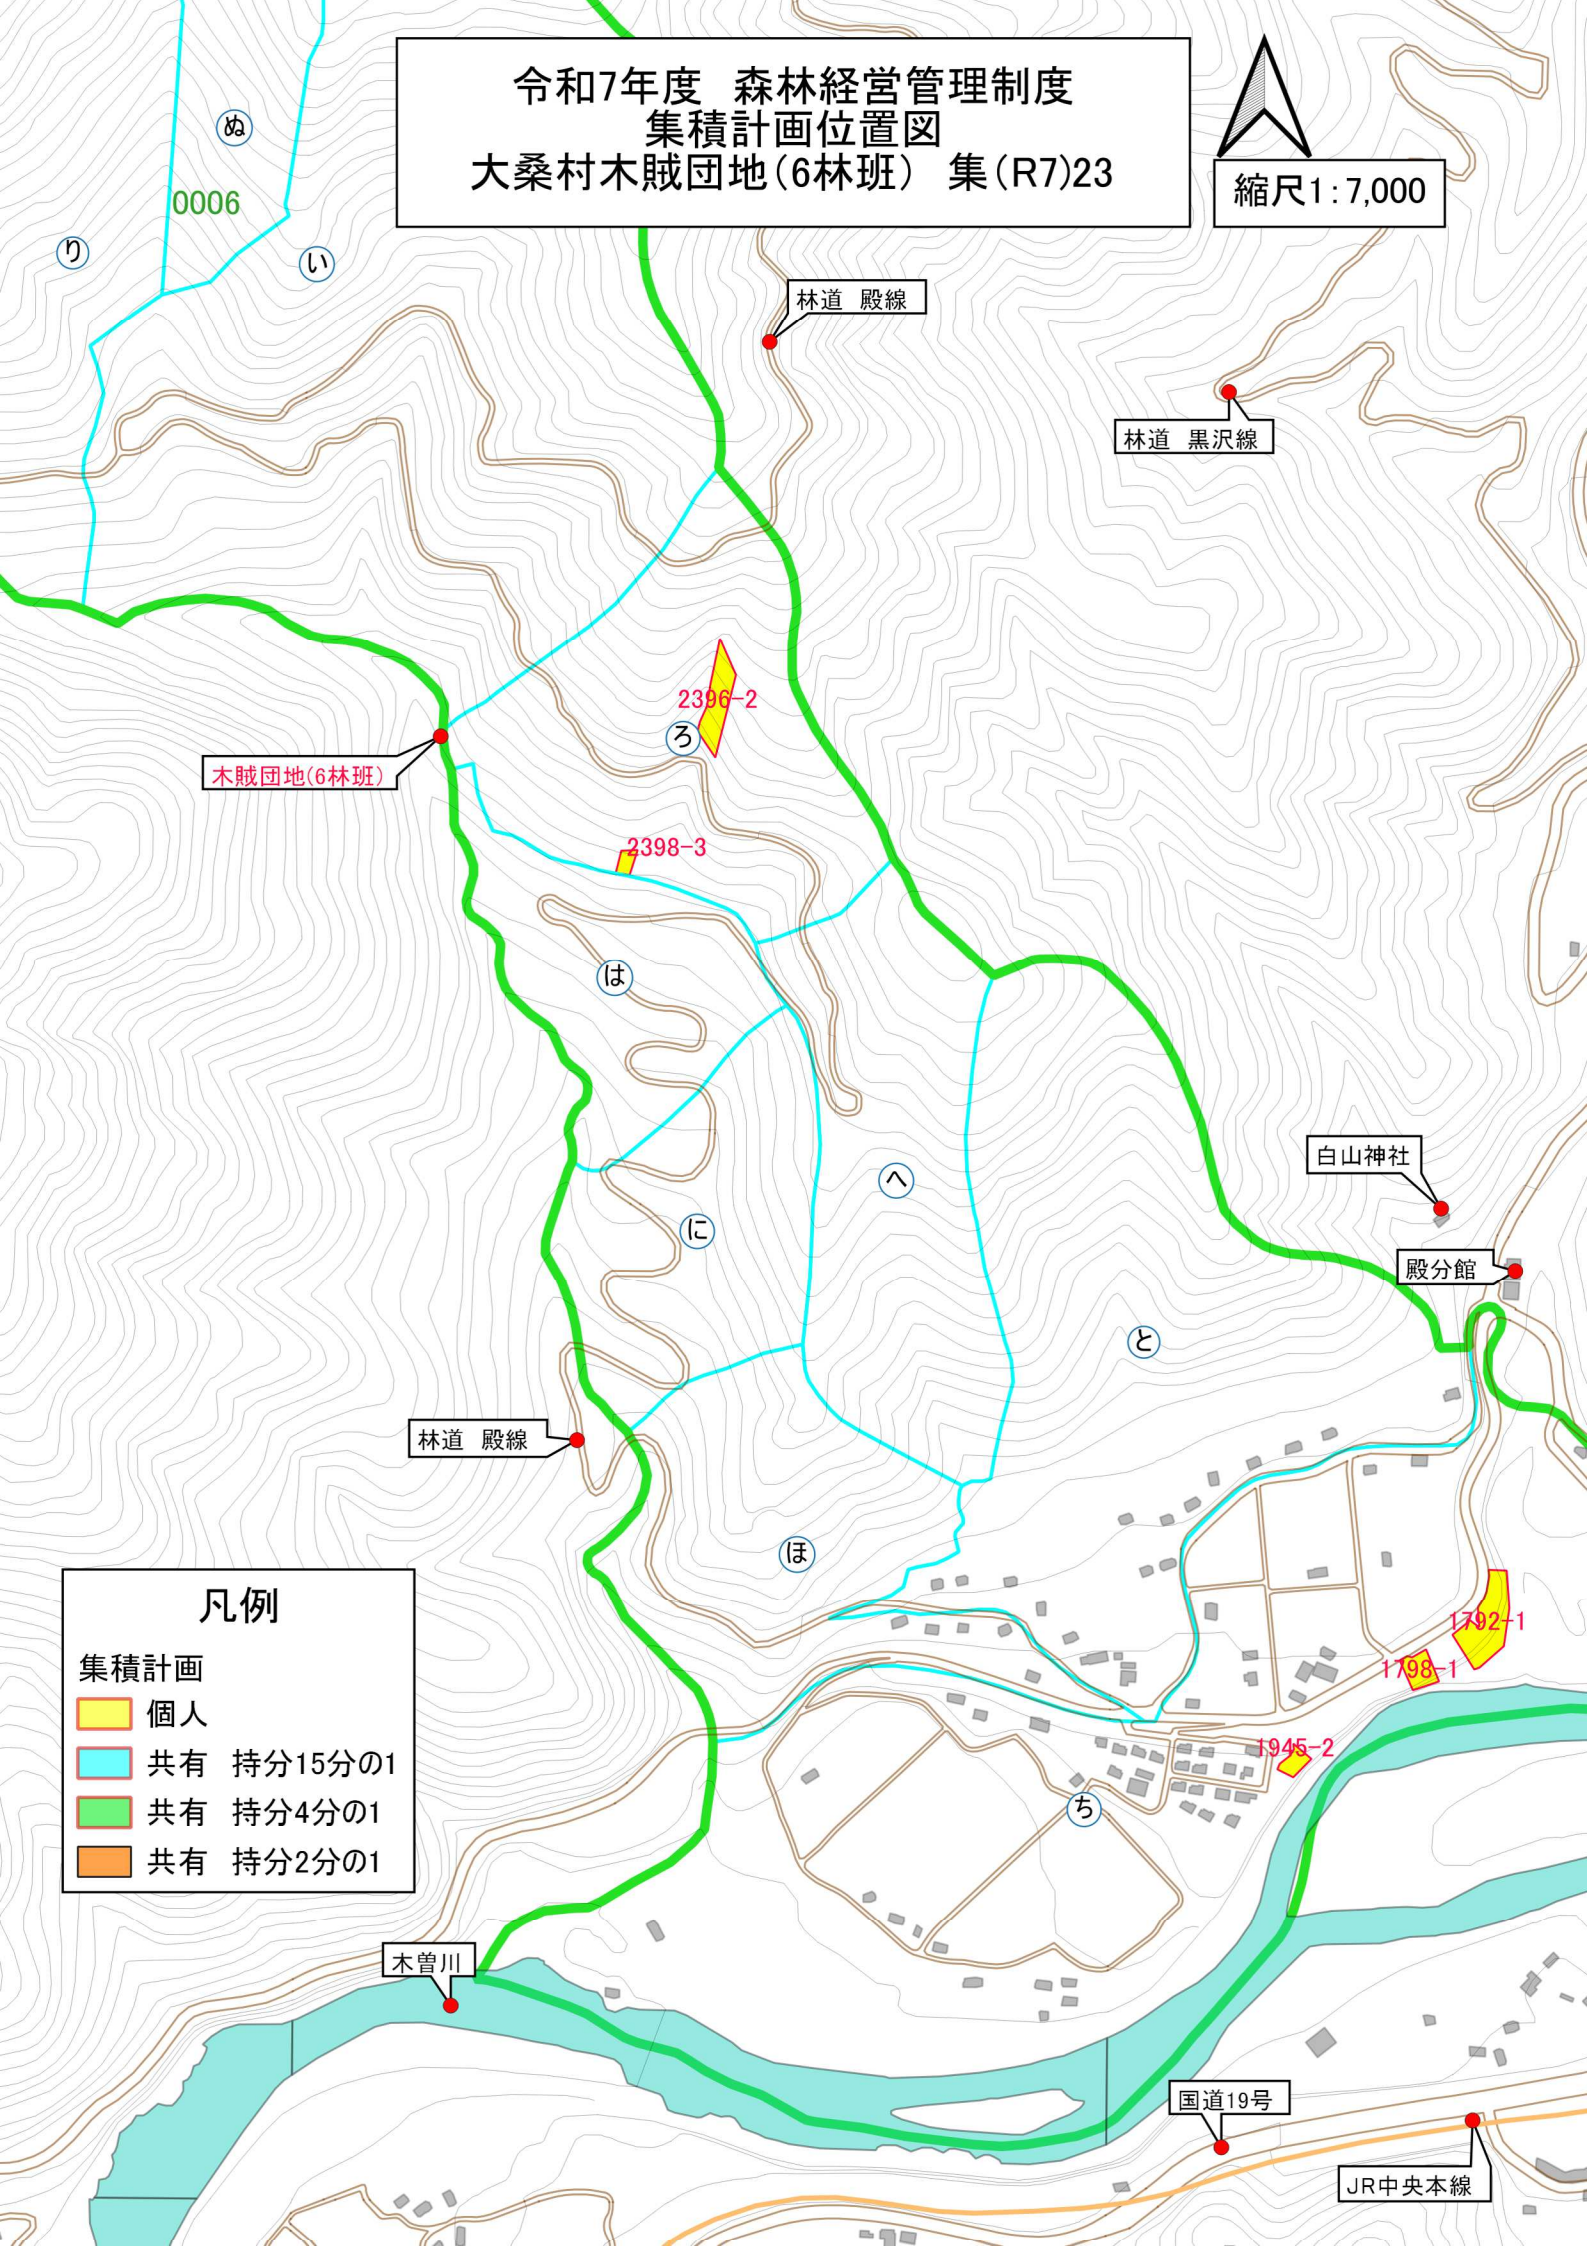 令和7年度　森林経営管理制度
集積計画位置図
大桑村木賊団地(6林班)　集(R7)23
縮尺1:7,000
ぬ
0006
り
い
林道　殿線
林道　黒沢線
2396-2
ろ
木賊団地(6林班)
2398-3
は
白山神社
へ
に
殿分館
と
林道　殿線
ほ
凡例
集積計画
個人
共有　持分15分の1
共有　持分4分の1
共有　持分2分の1
1792-1
1798-1
1945-2
ち
木曽川
国道19号
JR中央本線